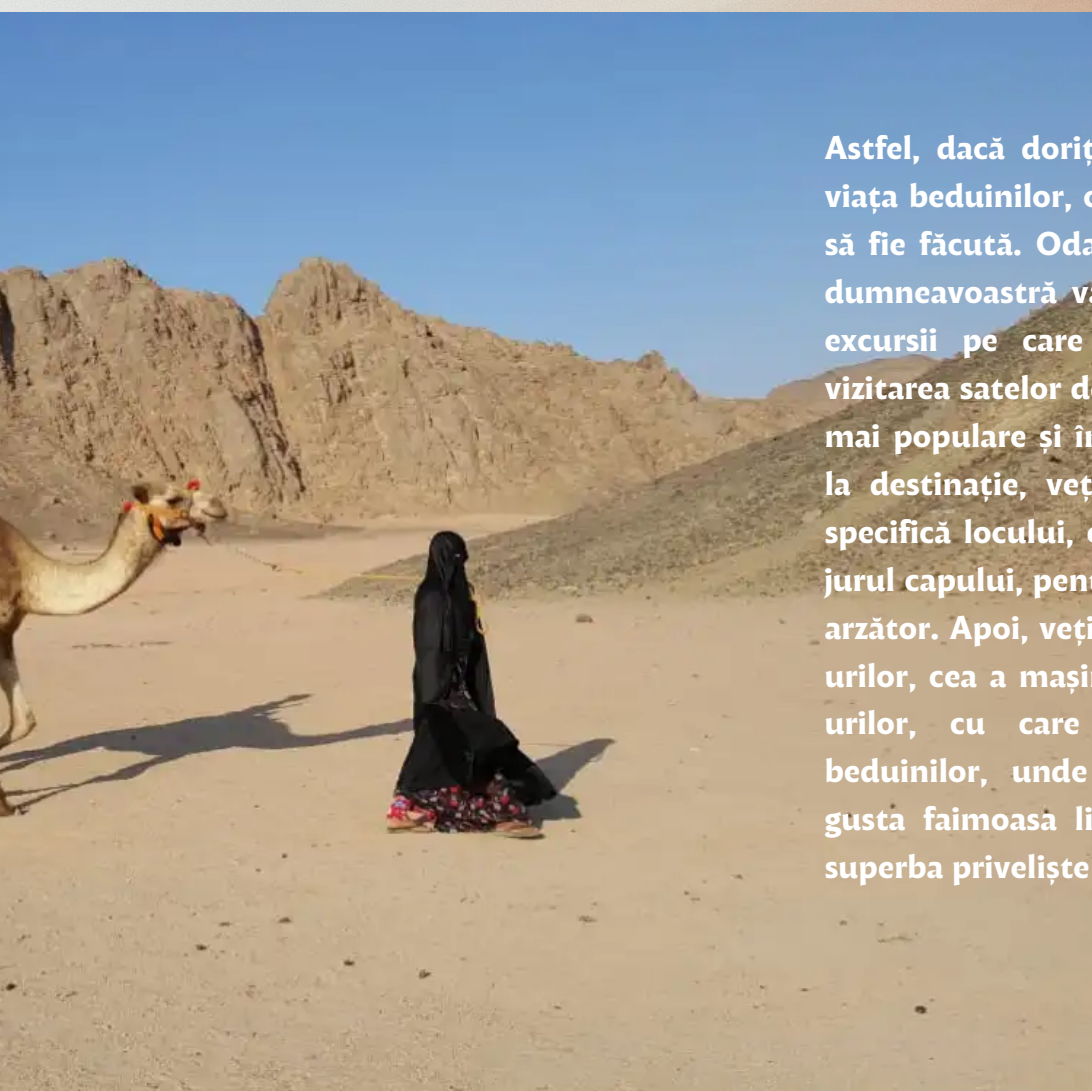 Astfel, dacă doriț
viața beduinilor,
să fie făcută. Oda
dumneavoastră
excursii pe care
vizitarea satelor
mai populare și
la destinație, veț
specifică locului,
jurul capului, pen
arzător. Apoi, veți
urilor, cea a mași
urilor, cu care
beduinilor, unde
gusta faimoasa li
superba priveliște